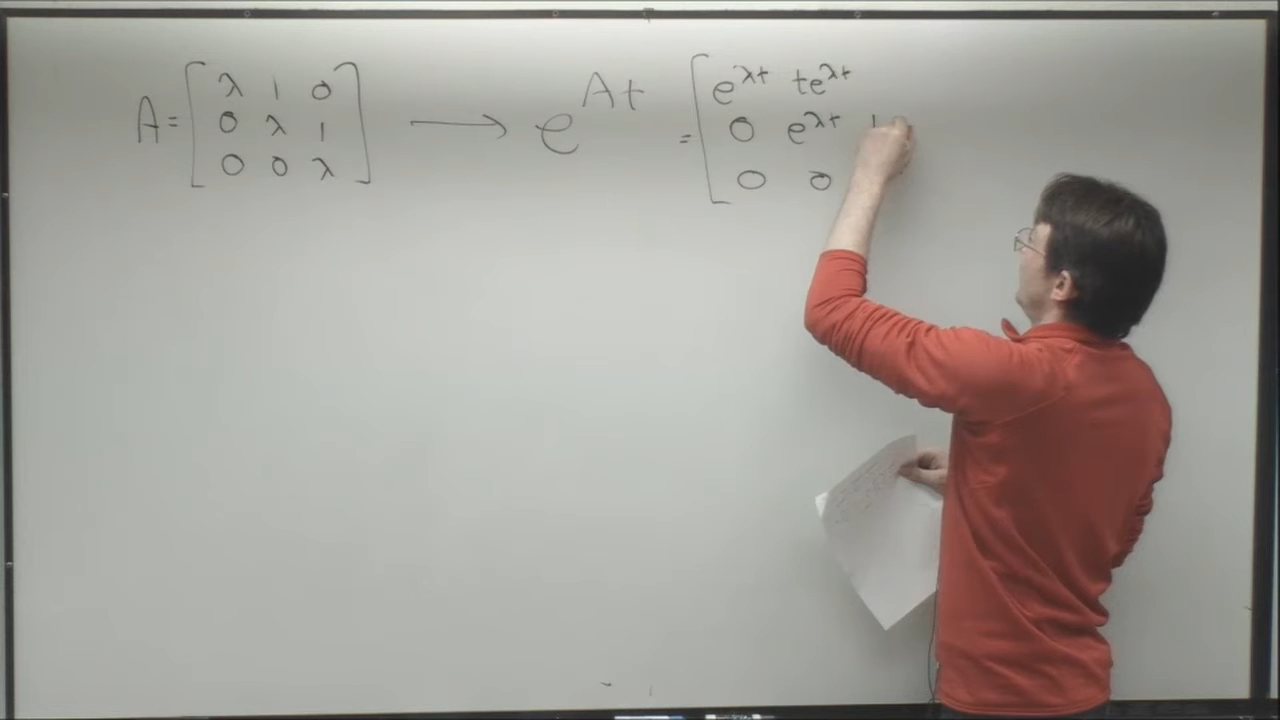 A = [ λ 1 0 ; 0 λ 1 ; 0 0 λ ] ⟶ e^{At} = [ e^{λt} te^{λt} ; 0 e^{λt} ; 0 0